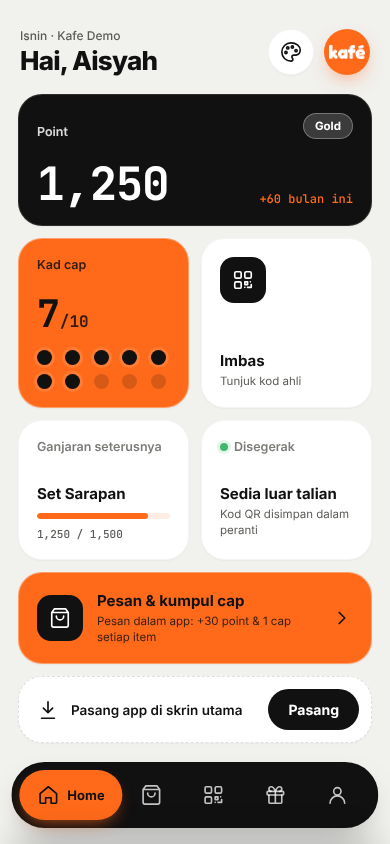 Isnin · Kafe Demo
Hai, Aisyah
kafé
Point
Gold
1,250
+60 bulan ini
Kad cap
7/10
Imbas
Tunjuk kod ahli
Ganjaran seterusnya
Set Sarapan
1,250 / 1,500
Disegerak
Sedia luar talian
Kod QR disimpan dalam
peranti
Pesan & kumpul cap
Pesan dalam app: +30 point & 1 cap
setiap item
Pasang app di skrin utama
Pasang
Home